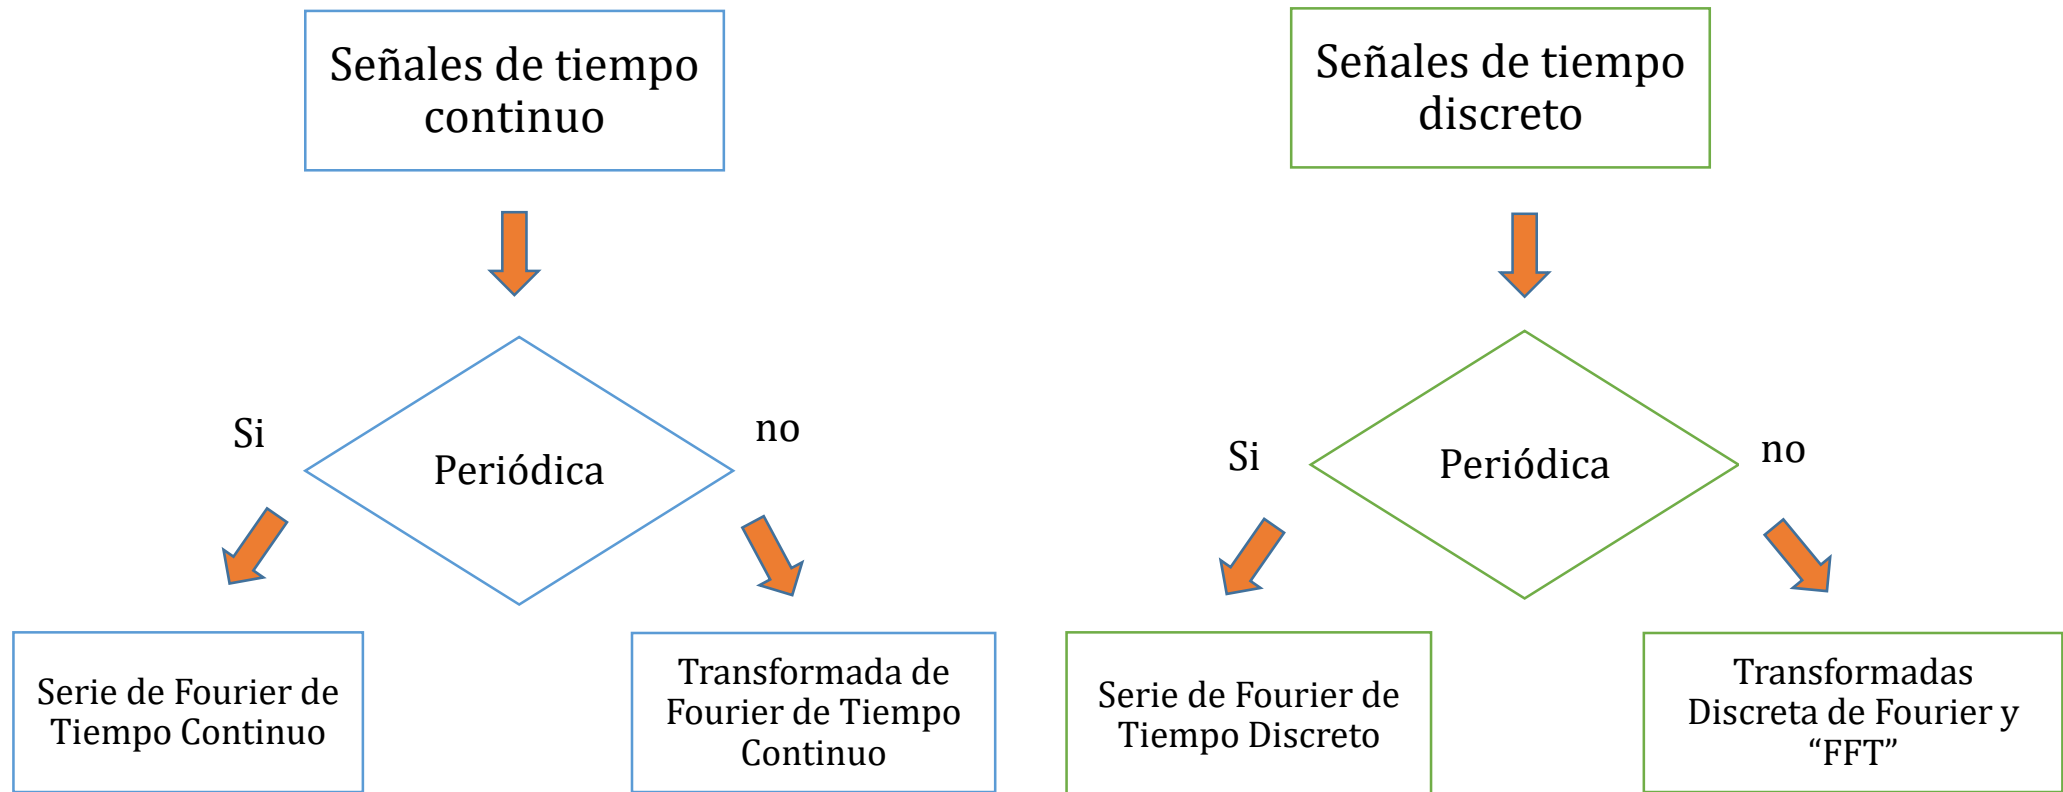 Señales de tiempo
continuo
Señales de tiempo
discreto
Si
Periódica
no
Si
Periódica
no
Serie de Fourier de
Tiempo Continuo
Transformada de
Fourier de Tiempo
Continuo
Serie de Fourier de
Tiempo Discreto
Transformadas
Discreta de Fourier y
“FFT”